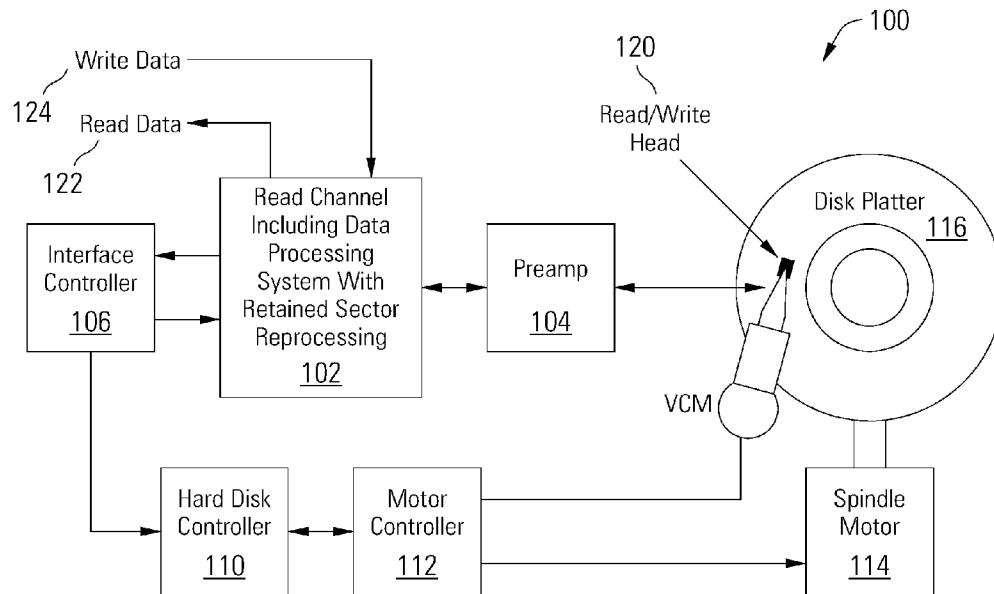 100
Write Data
124
Read Data
122
120
Read/Write
Head
Disk Platter
116
Interface
Controller
106
Read Channel
Including Data
Processing
System With
Retained Sector
Reprocessing
102
Preamp
104
VCM
Hard Disk
Controller
110
Motor
Controller
112
Spindle
Motor
114